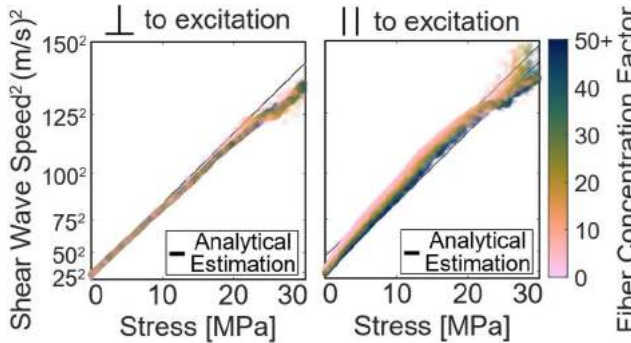 ⊥ to excitation
|| to excitation
Shear Wave Speed² (m/s)²
150²
125²
100²
75²
50²
25²
Analytical
Estimation
0 10 20 30
Stress [MPa]
Analytical
Estimation
0 10 20 30
Stress [MPa]
50+
40
30
20
10
0
Fiber Concentration Factor